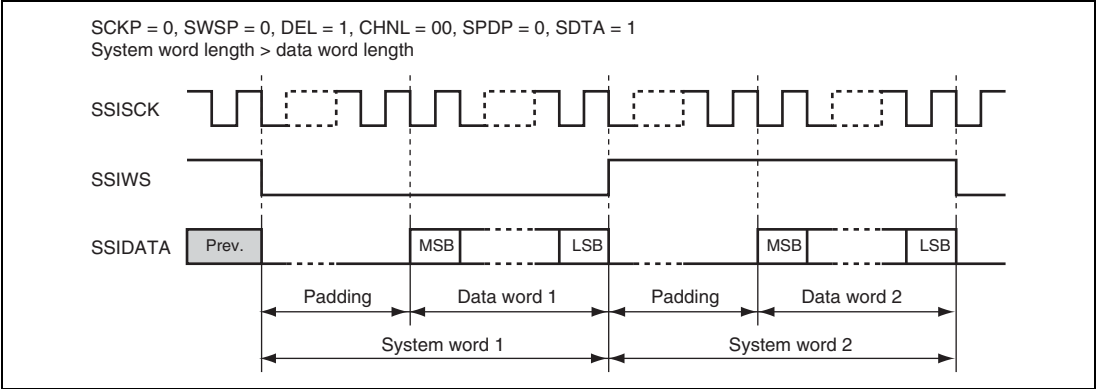 SCKP = 0, SWSP = 0, DEL = 1, CHNL = 00, SPDP = 0, SDTA = 1
System word length > data word length
SSISCK
SSIWS
SSIDATA
Prev.
MSB
LSB
MSB
LSB
Padding
Data word 1
Padding
Data word 2
System word 1
System word 2